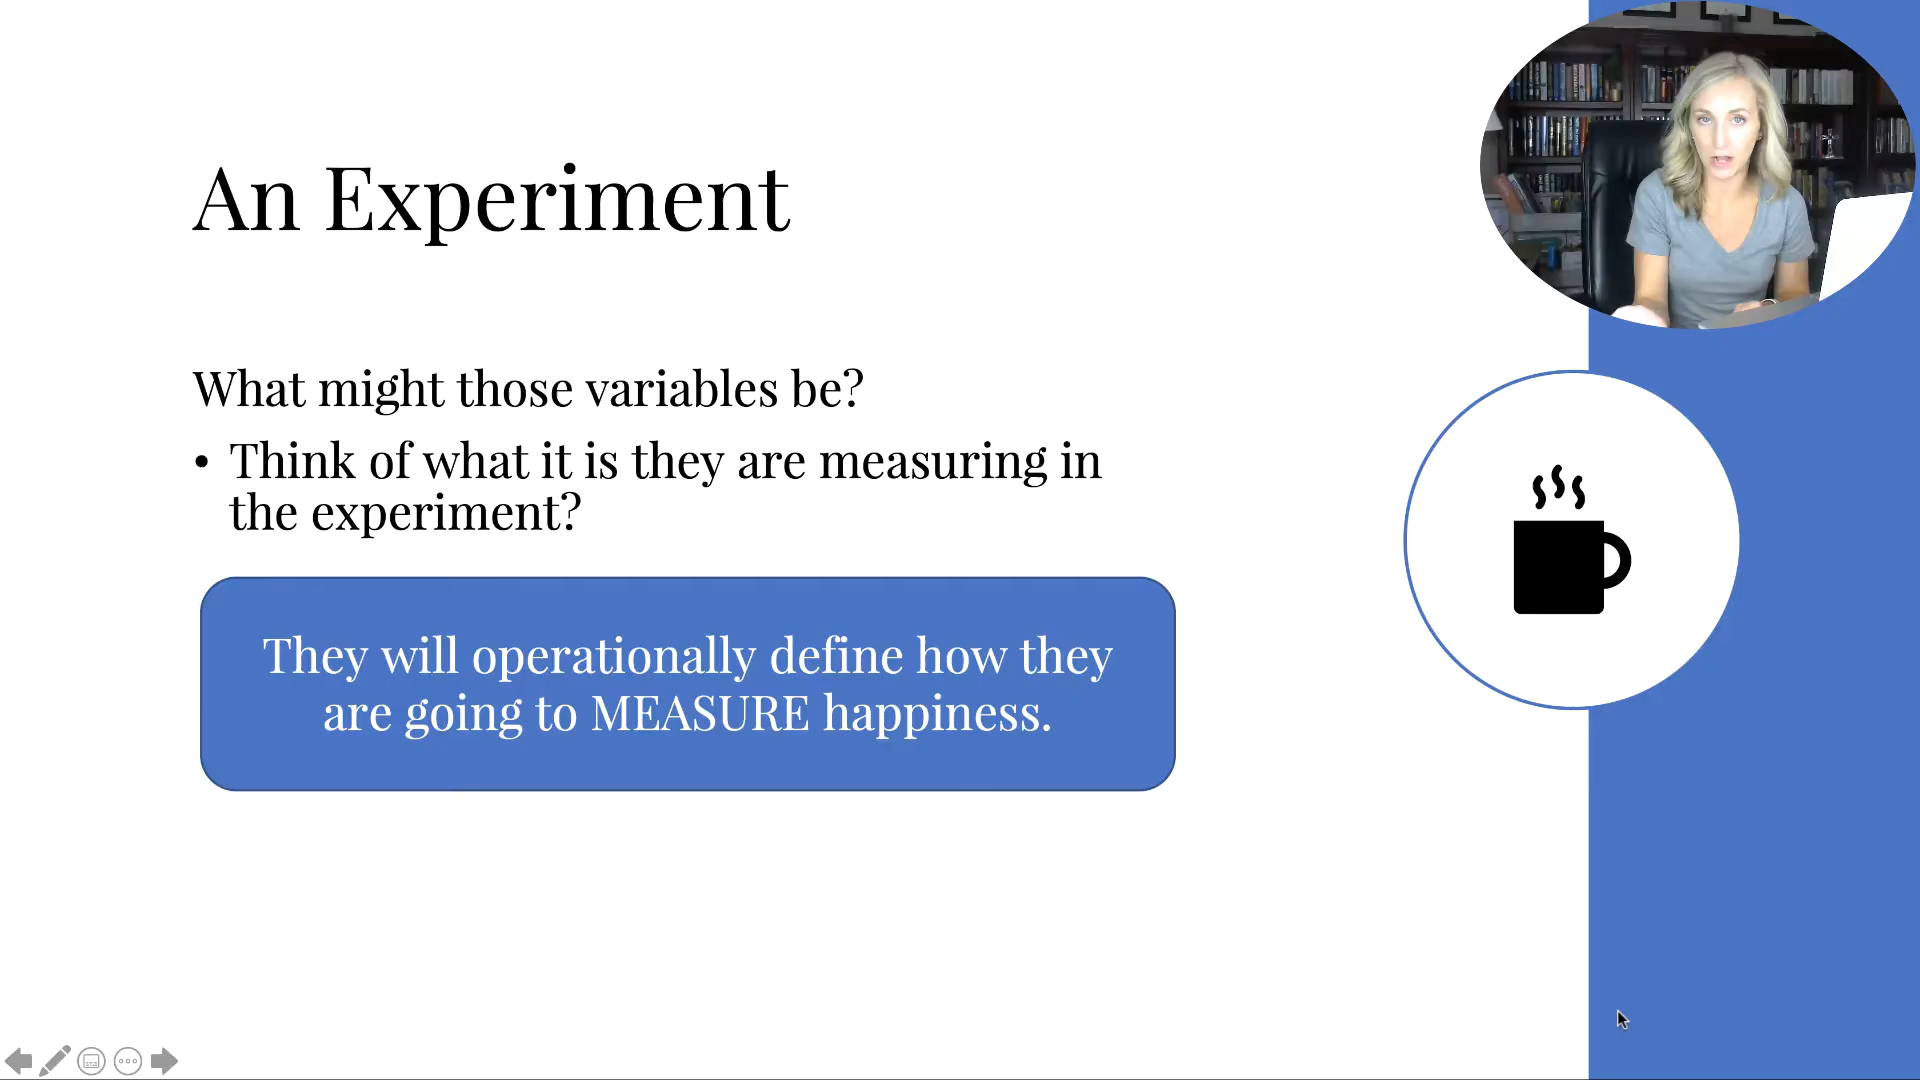 An Experiment
What might those variables be?
• Think of what it is they are measuring in
the experiment?
They will operationally define how they
are going to MEASURE happiness.